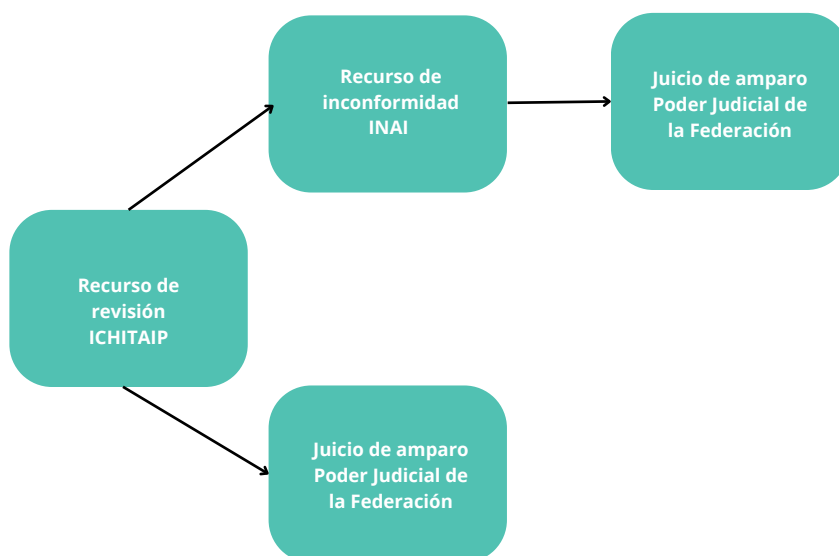 Recurso de
inconformidad
INAI
Juicio de amparo
Poder Judicial de
la Federación
Recurso de
revisión
ICHITAIP
Juicio de amparo
Poder Judicial de
la Federación